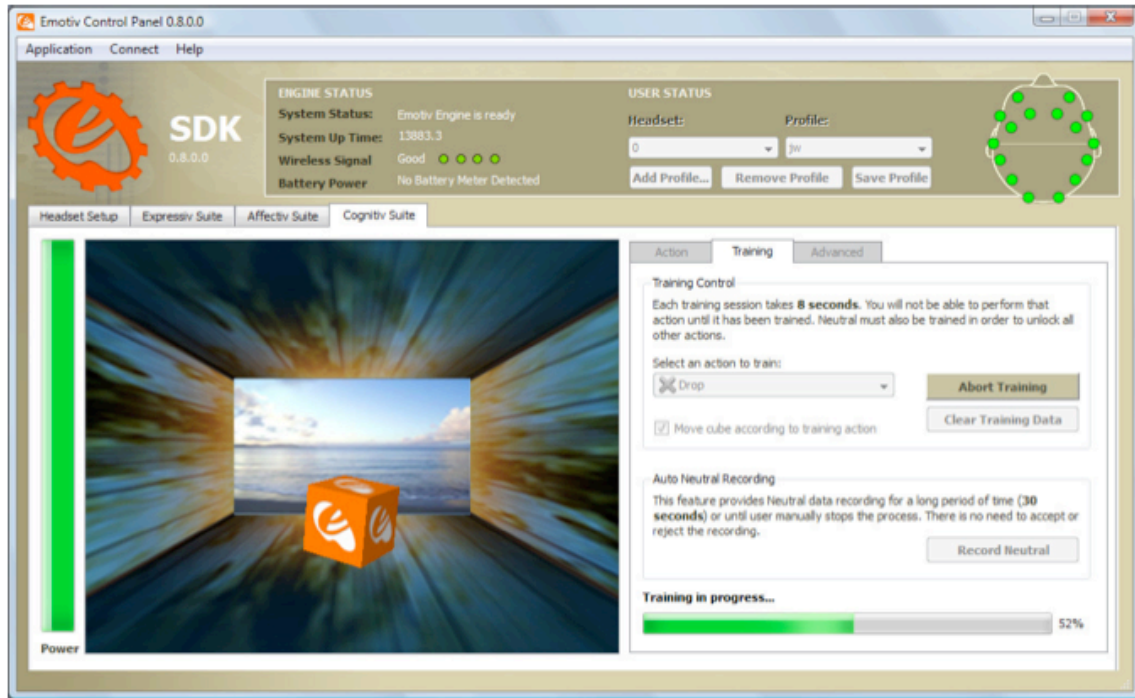 Emotiv Control Panel 0.8.0.0
Application Connect Help
SDK
0.8.0.0
ENGINE STATUS
System Status: Emotiv Engine is ready
System Up Time: 13883.3
Wireless Signal Good
Battery Power No Battery Meter Detected
USER STATUS
Headset: Profile:
0 jw
Add Profile... Remove Profile Save Profile
Headset Setup Expressiv Suite Affectiv Suite Cognitiv Suite
Power
Action Training Advanced
Training Control
Each training session takes 8 seconds. You will not be able to perform that
action until it has been trained. Neutral must also be trained in order to unlock all
other actions.
Select an action to train:
Drop
Abort Training
Move cube according to training action
Clear Training Data
Auto Neutral Recording
This feature provides Neutral data recording for a long period of time (30
seconds) or until user manually stops the process. There is no need to accept or
reject the recording.
Record Neutral
Training in progress...
52%